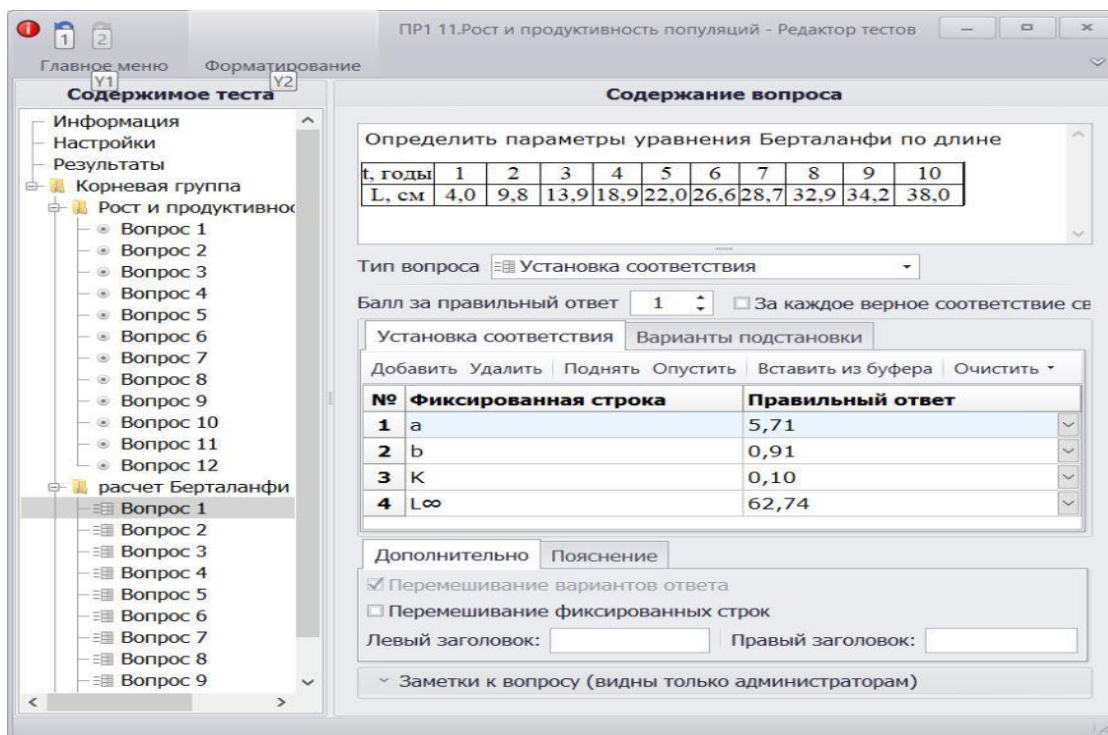 1 2
ПР1 11.Рост и продуктивность популяций - Редактор тестов
Главное меню Форматирование
Y1 Y2
Содержимое теста
Информация
Настройки
Результаты
Корневая группа
Рост и продуктивнос
Вопрос 1
Вопрос 2
Вопрос 3
Вопрос 4
Вопрос 5
Вопрос 6
Вопрос 7
Вопрос 8
Вопрос 9
Вопрос 10
Вопрос 11
Вопрос 12
расчет Берталанфи
Вопрос 1
Вопрос 2
Вопрос 3
Вопрос 4
Вопрос 5
Вопрос 6
Вопрос 7
Вопрос 8
Вопрос 9
Содержание вопроса
Определить параметры уравнения Берталанфи по длине
t, годы 1 2 3 4 5 6 7 8 9 10
L, см 4,0 9,8 13,9 18,9 22,0 26,6 28,7 32,9 34,2 38,0
Тип вопроса Установка соответствия
Балл за правильный ответ 1 За каждое верное соответствие св
Установка соответствия Варианты подстановки
Добавить Удалить Поднять Опустить Вставить из буфера Очистить
№ Фиксированная строка Правильный ответ
1 a 5,71
2 b 0,91
3 K 0,10
4 L∞ 62,74
Дополнительно Пояснение
Перемешивание вариантов ответа
Перемешивание фиксированных строк
Левый заголовок: Правый заголовок:
Заметки к вопросу (видны только администраторам)